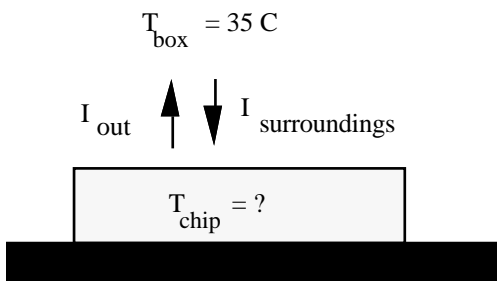 T box = 35 C
I out
I surroundings
T chip = ?